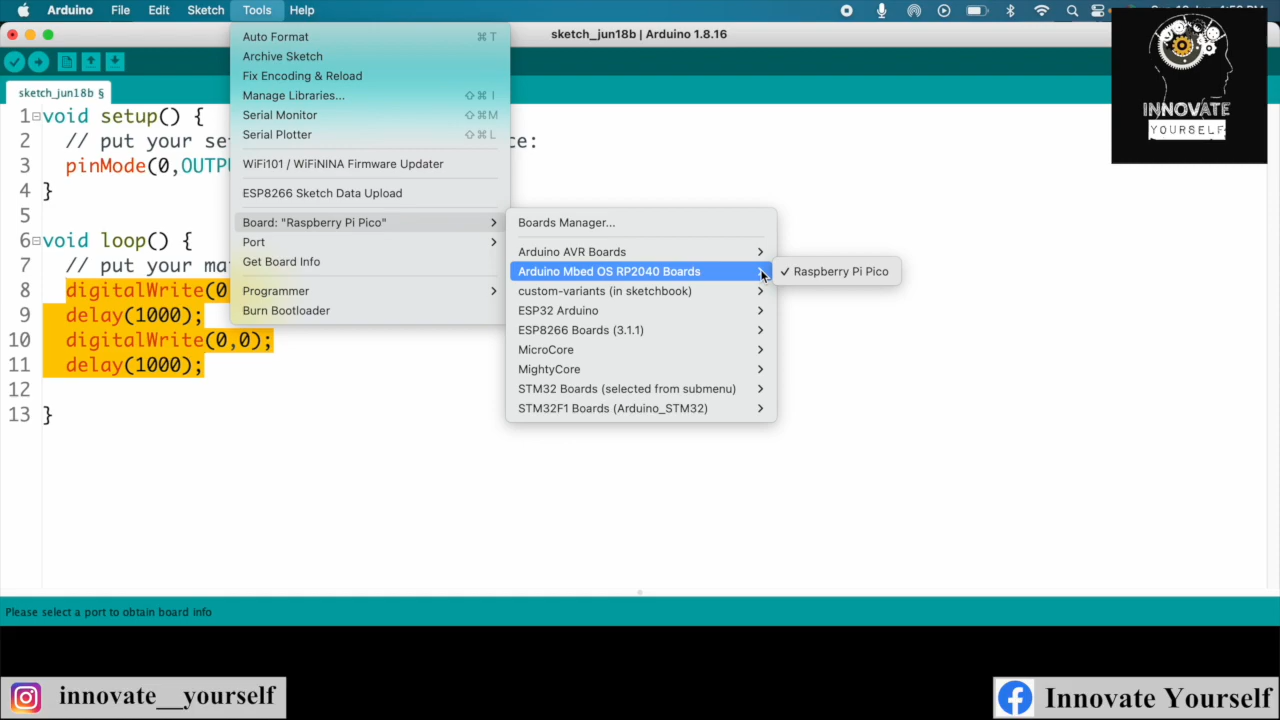 Arduino File Edit Sketch Tools Help
sketch_jun18b | Arduino 1.8.16
Auto Format ⌘ T
Archive Sketch
Fix Encoding & Reload
Manage Libraries... ⇧⌘ I
Serial Monitor ⇧⌘M
Serial Plotter ⇧⌘ L
WiFi101 / WiFiNINA Firmware Updater
ESP8266 Sketch Data Upload
Board: "Raspberry Pi Pico"
Port
Get Board Info
Programmer
Burn Bootloader
Boards Manager...
Arduino AVR Boards
Arduino Mbed OS RP2040 Boards
✓ Raspberry Pi Pico
custom-variants (in sketchbook)
ESP32 Arduino
ESP8266 Boards (3.1.1)
MicroCore
MightyCore
STM32 Boards (selected from submenu)
STM32F1 Boards (Arduino_STM32)
sketch_jun18b §
1 void setup() {
2 // put your se ce:
3 pinMode(0,OUTPU
4 }
5
6 void loop() {
7 // put your ma
8 digitalWrite(0
9 delay(1000);
10 digitalWrite(0,0);
11 delay(1000);
12
13 }
Please select a port to obtain board info
INNOVATE
YOURSELF
innovate__yourself
Innovate Yourself